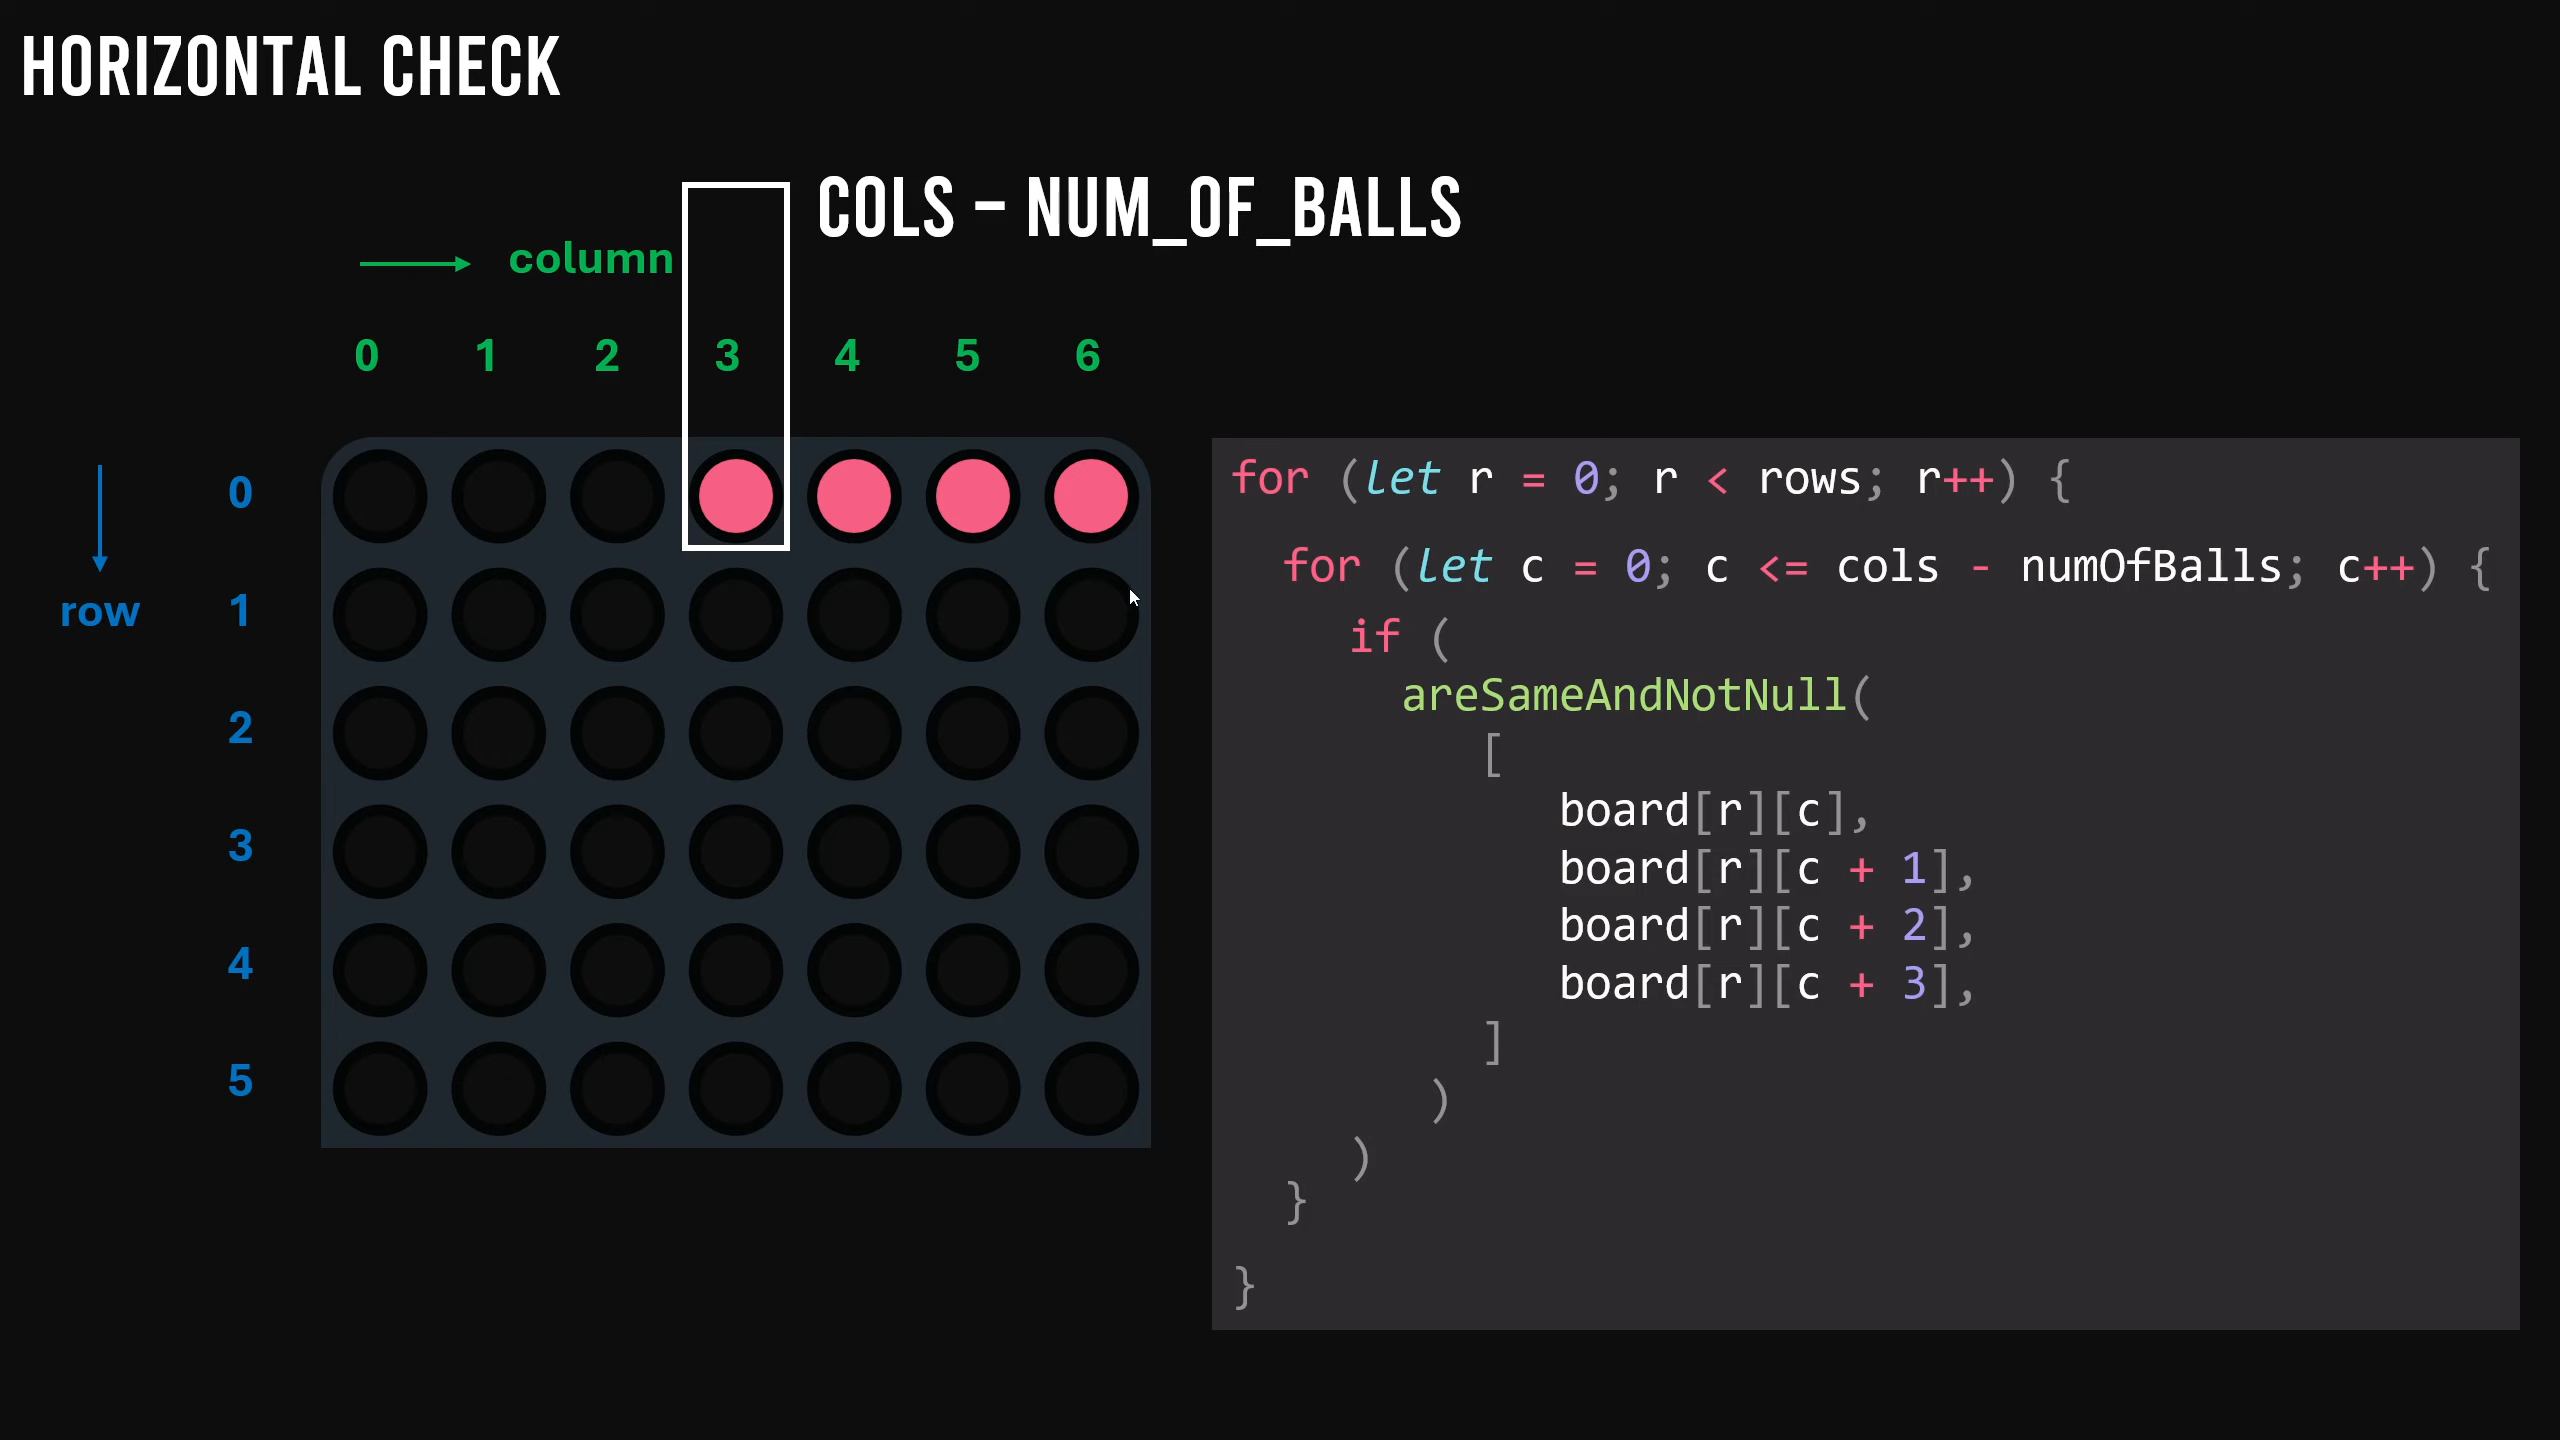 HORIZONTAL CHECK
COLS - NUM_OF_BALLS
column
0 1 2 3 4 5 6
row
0
1
2
3
4
5
for (let r = 0; r < rows; r++) {
for (let c = 0; c <= cols - numOfBalls; c++) {
if (
areSameAndNotNull(
[
board[r][c],
board[r][c + 1],
board[r][c + 2],
board[r][c + 3],
]
)
)
}
}